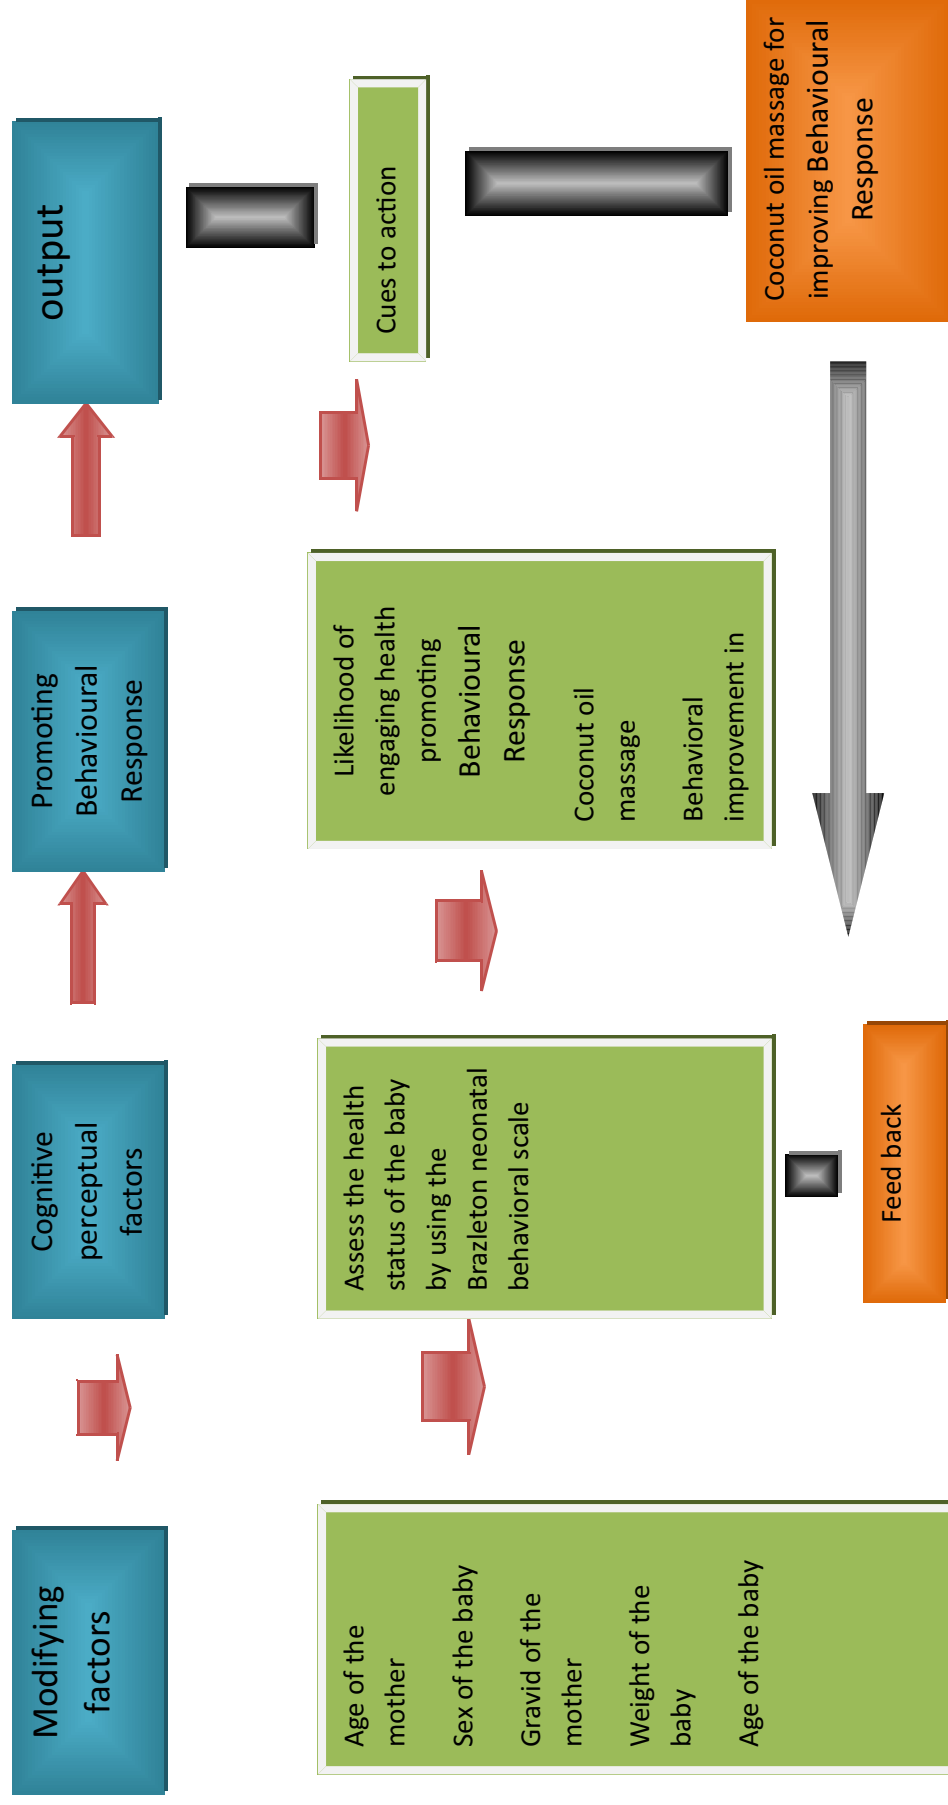 Modifying
factors
Cognitive
perceptual
factors
Promoting
Behavioural
Response
output
Age of the
mother
Sex of the baby
Gravid of the
mother
Weight of the
baby
Age of the baby
Assess the health
status of the baby
by using the
Brazleton neonatal
behavioral scale
Likelihood of
engaging health
promoting
Behavioural
Response
Coconut oil
massage
Behavioral
improvement in
Cues to action
Feed back
Coconut oil massage for
improving Behavioural
Response